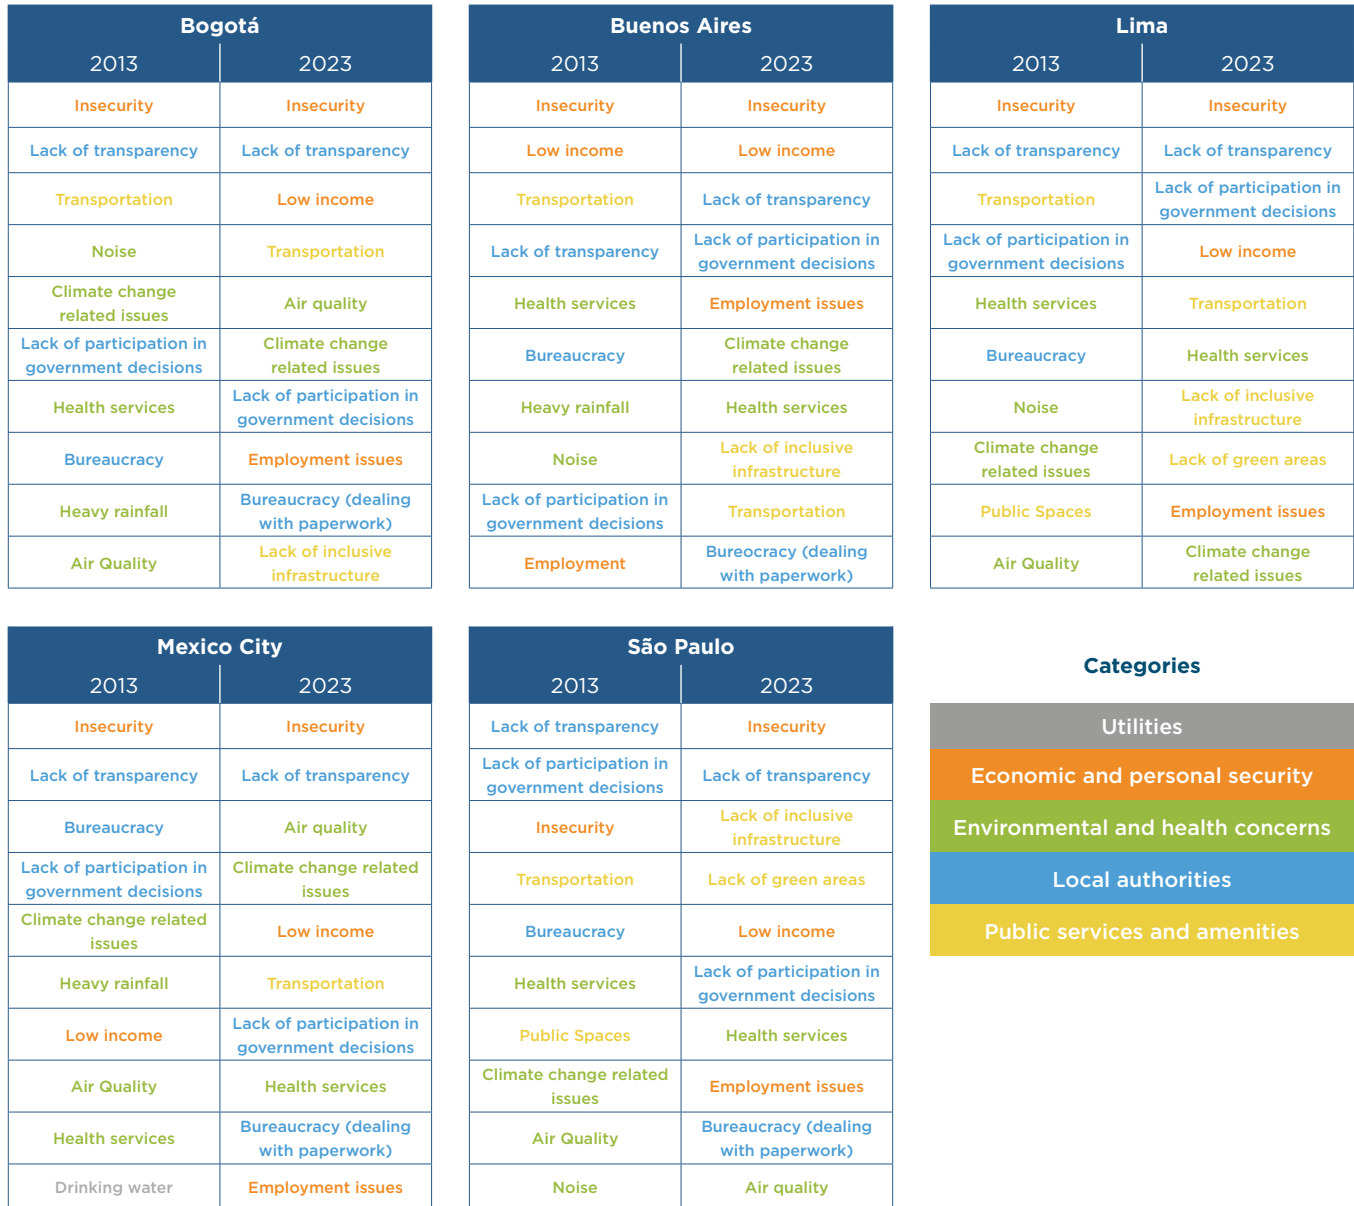 Bogotá
2013 2023
Insecurity Insecurity
Lack of transparency Lack of transparency
Transportation Low income
Noise Transportation
Climate change
related issues
Air quality
Lack of participation in
government decisions
Climate change
related issues
Health services
Lack of participation in
government decisions
Bureaucracy Employment issues
Heavy rainfall
Bureaucracy (dealing
with paperwork)
Air Quality
Lack of inclusive
infrastructure
Buenos Aires
2013 2023
Insecurity Insecurity
Low income Low income
Transportation Lack of transparency
Lack of transparency
Lack of participation in
government decisions
Health services Employment issues
Bureaucracy
Climate change
related issues
Heavy rainfall Health services
Noise
Lack of inclusive
infrastructure
Lack of participation in
government decisions
Transportation
Employment
Bureocracy (dealing
with paperwork)
Lima
2013 2023
Insecurity Insecurity
Lack of transparency Lack of transparency
Transportation
Lack of participation in
government decisions
Lack of participation in
government decisions
Low income
Health services Transportation
Bureaucracy Health services
Noise
Lack of inclusive
infrastructure
Climate change
related issues
Lack of green areas
Public Spaces Employment issues
Air Quality
Climate change
related issues
Mexico City
2013 2023
Insecurity Insecurity
Lack of transparency Lack of transparency
Bureaucracy Air quality
Lack of participation in
government decisions
Climate change related
issues
Climate change related
issues
Low income
Heavy rainfall Transportation
Low income
Lack of participation in
government decisions
Air Quality Health services
Health services
Bureaucracy (dealing
with paperwork)
Drinking water Employment issues
São Paulo
2013 2023
Lack of transparency Insecurity
Lack of participation in
government decisions
Lack of transparency
Insecurity
Lack of inclusive
infrastructure
Transportation Lack of green areas
Bureaucracy Low income
Health services
Lack of participation in
government decisions
Public Spaces Health services
Climate change related
issues
Employment issues
Air Quality
Bureaucracy (dealing
with paperwork)
Noise Air quality
Categories
Utilities
Economic and personal security
Environmental and health concerns
Local authorities
Public services and amenities